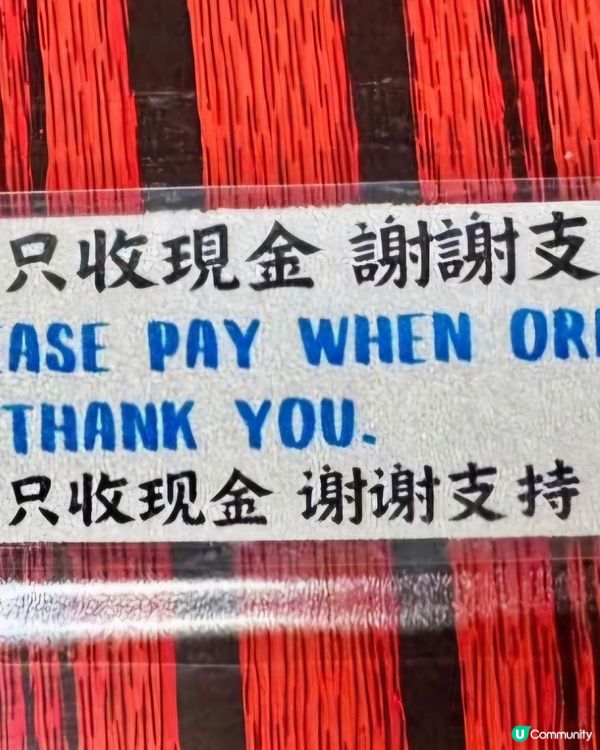 只收現金 謝謝支
EASE PAY WHEN OR
THANK YOU.
只收现金 谢谢支持
U Community